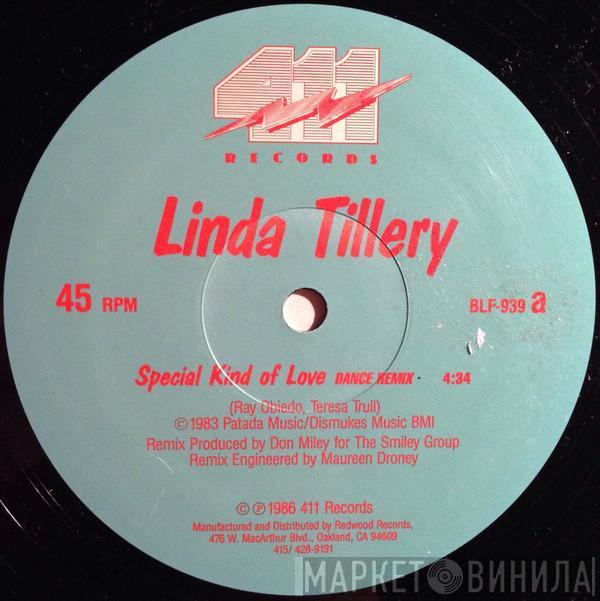 411
RECORDS
Linda Tillery
45 RPM
BLF-939 a
Special Kind of Love DANCE REMIX - 4:34
(Ray Obiedo, Teresa Trull)
© 1983 Patada Music/Dismukes Music BMI
Remix Produced by Don Miley for The Smiley Group
Remix Engineered by Maureen Droney
© ℗ 1986 411 Records
Manufactured and Distributed by Redwood Records,
476 W. MacArthur Blvd., Oakland, CA 94609
415/ 428-9191
МАРКЕТ ВИНИЛА